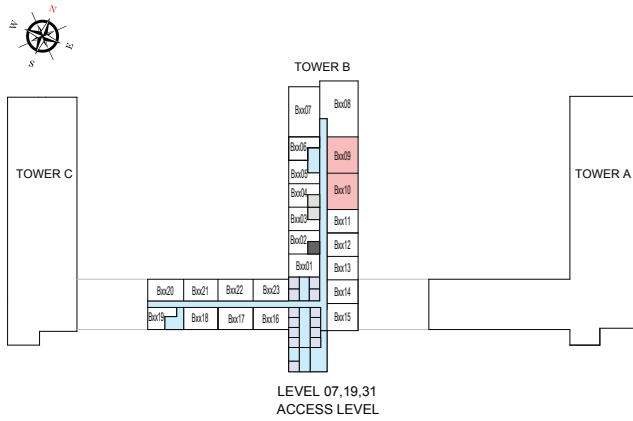 N
W
E
S
TOWER B
Bxx07
Bxx08
Bxx06
Bxx09
Bxx05
TOWER C
TOWER A
Bxx04
Bxx10
Bxx03
Bxx11
Bxx02
Bxx12
Bxx01
Bxx13
Bxx20 Bxx21 Bxx22 Bxx23
Bxx14
Bxx19 Bxx18 Bxx17 Bxx16
Bxx15
LEVEL 07,19,31
ACCESS LEVEL